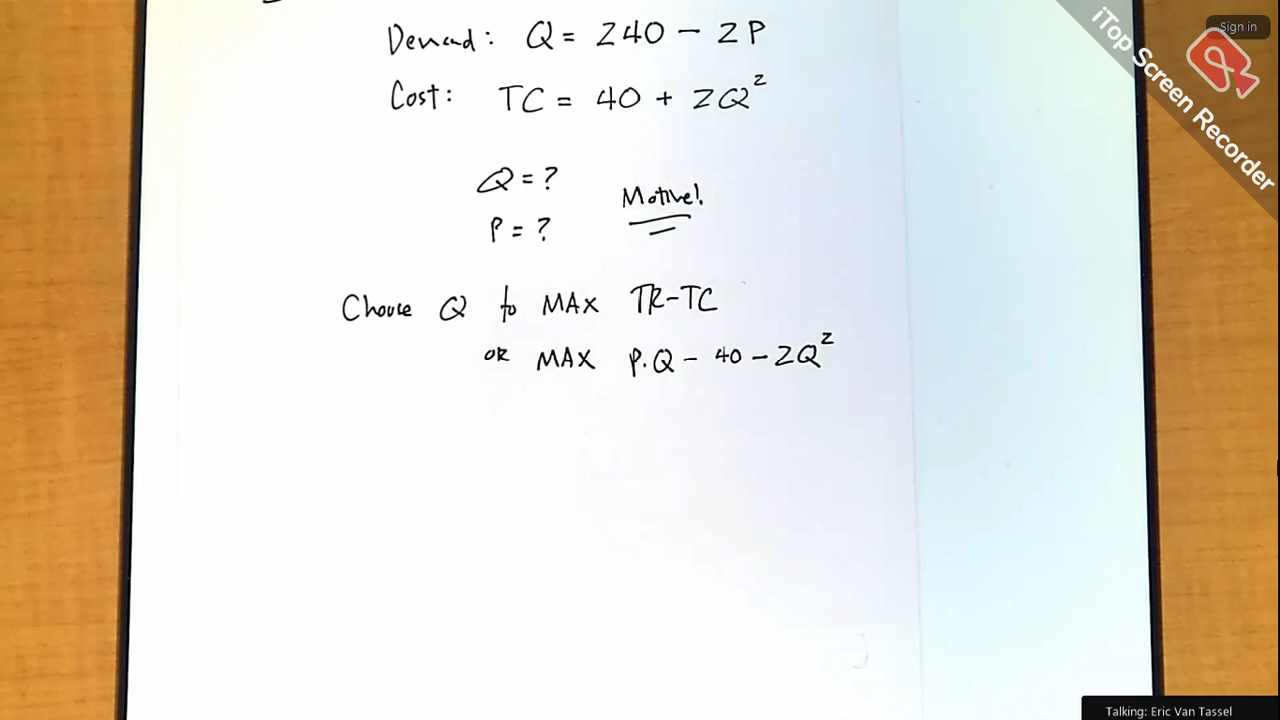 Demand: Q = 240 - 2P
Cost: TC = 40 + 2Q²
Q = ?
P = ?
Motive!
Choose Q to MAX TR-TC
OR MAX P.Q - 40 - 2Q²
iTop Screen Recorder
Sign in
Talking: Eric Van Tassel